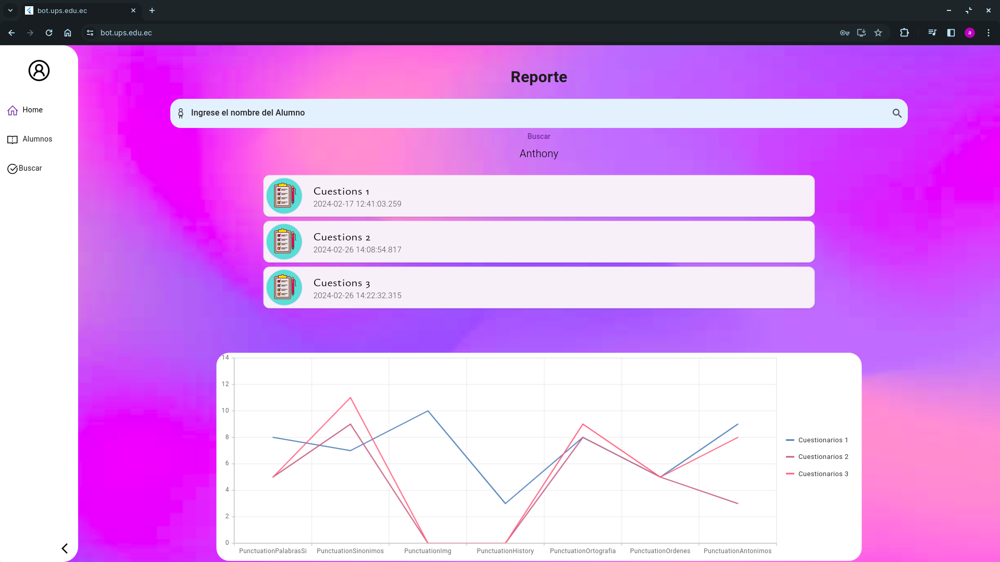 bot.ups.edu.ec
bot.ups.edu.ec
a
Home
Alumnos
Buscar
Reporte
Ingrese el nombre del Alumno
Buscar
Anthony
Cuestions 1
2024-02-17 12:41:03.259
Cuestions 2
2024-02-26 14:08:54.817
Cuestions 3
2024-02-26 14:22:32.315
14
12
10
8
6
4
2
0
PunctuationPalabrasSi PunctuationSinonimos PunctuationImg PunctuationHistory PunctuationOrtografia PunctuationOrdenes PunctuationAntonimos
Cuestionarios 1
Cuestionarios 2
Cuestionarios 3